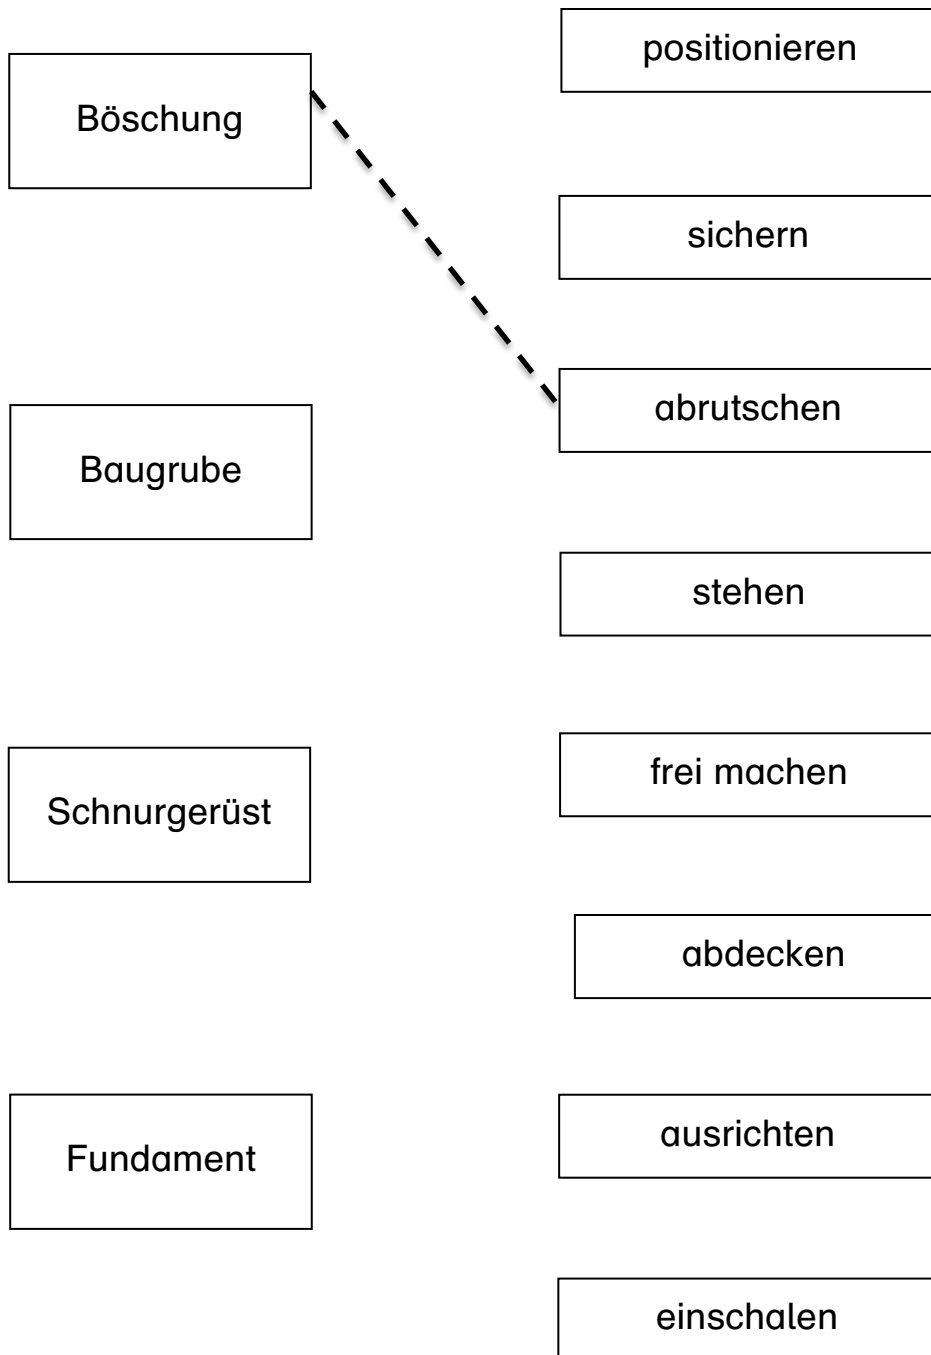 positionieren
Böschung
sichern
abrutschen
Baugrube
stehen
frei machen
Schnurgerüst
abdecken
ausrichten
Fundament
einschalen